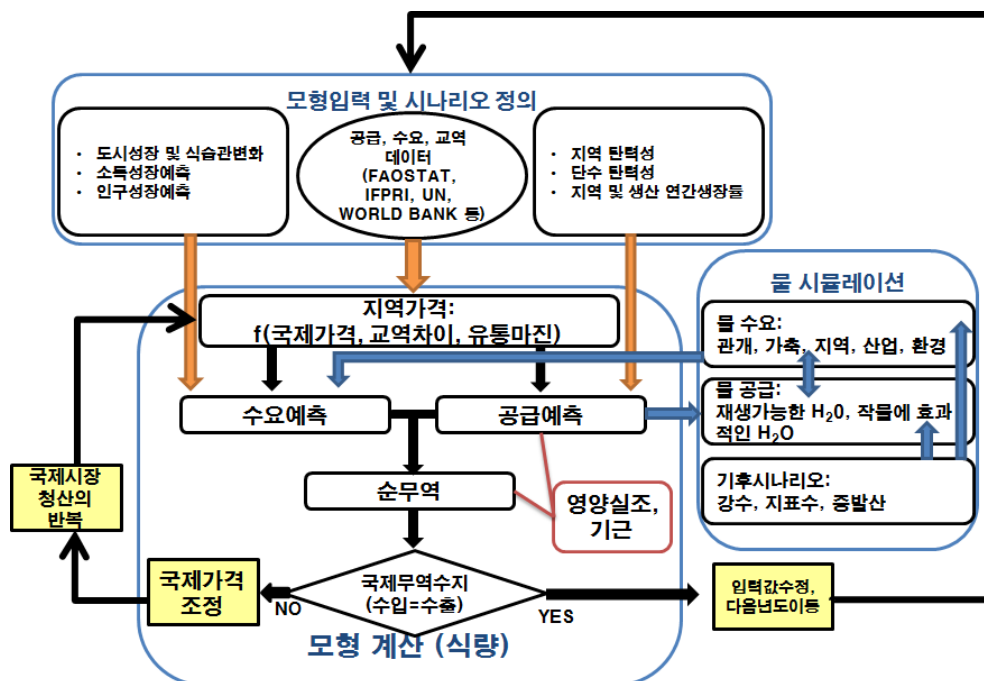 모형입력 및 시나리오 정의
• 도시성장 및 식습관변화
• 소득성장예측
• 인구성장예측
공급, 수요, 교역
데이터
(FAOSTAT,
IFPRI, UN,
WORLD BANK 등)
• 지역 탄력성
• 단수 탄력성
• 지역 및 생산 연간생장률
물 시뮬레이션
물 수요:
관개, 가축, 지역, 산업, 환경
물 공급:
재생가능한 H₂0, 작물에 효과
적인 H₂O
기후시나리오:
강수, 지표수, 증발산
지역가격:
f(국제가격, 교역차이, 유통마진)
수요예측
공급예측
순무역
영양실조,
기근
국제시장
청산의
반복
국제가격
조정
NO
국제무역수지
(수입=수출)
YES
입력값수정,
다음년도이동
모형 계산 (식량)